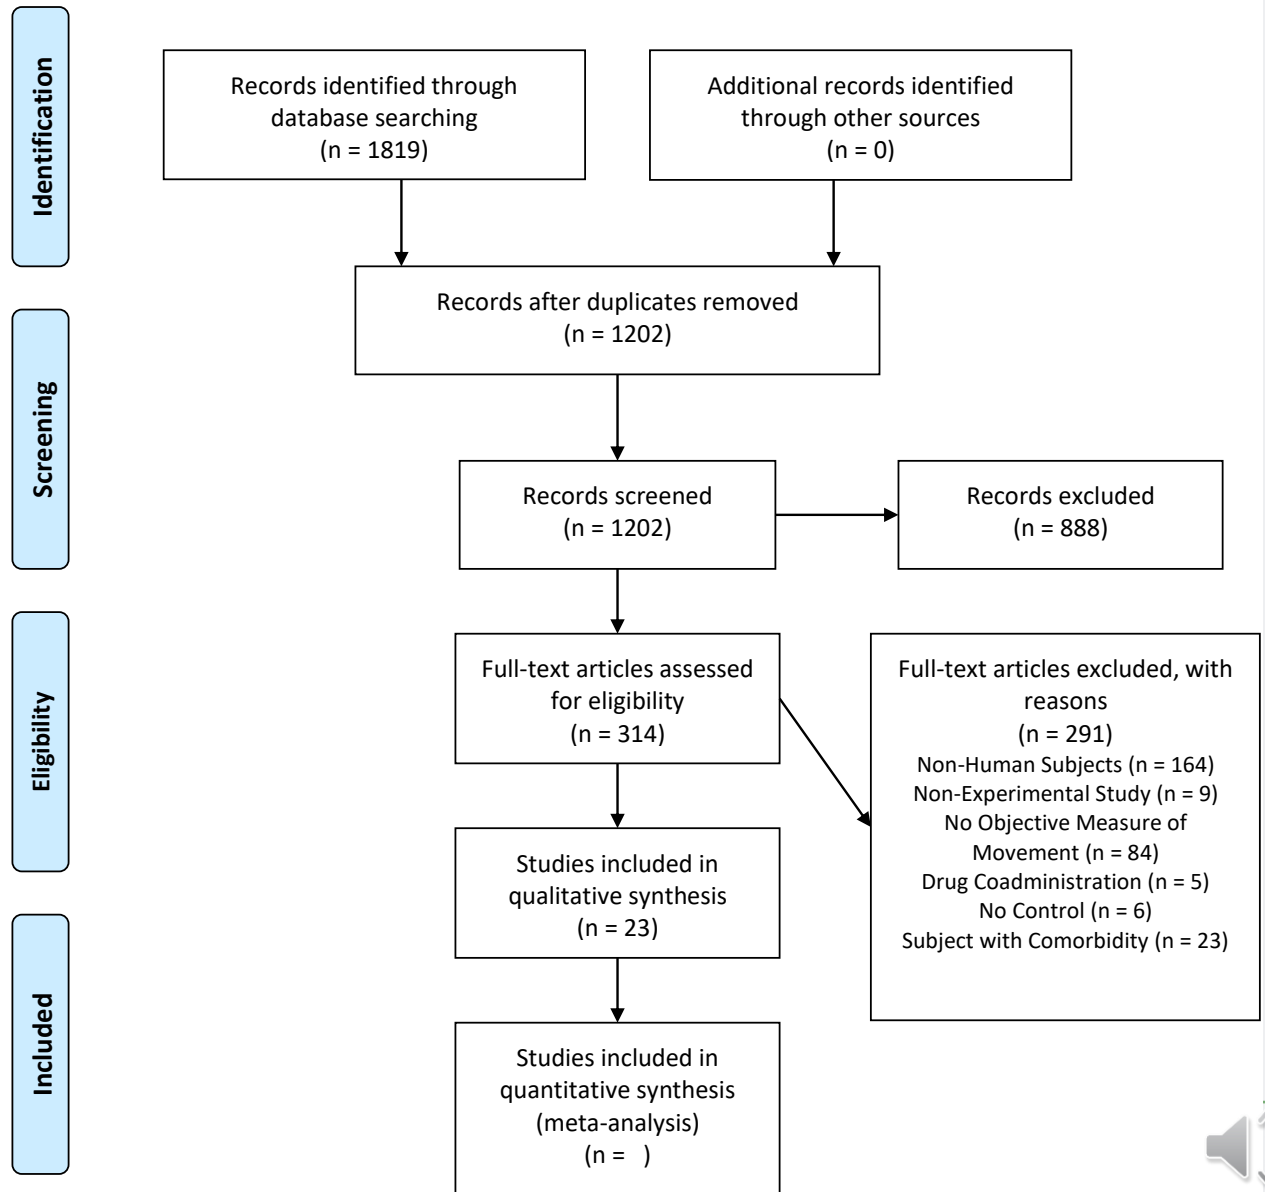 Identification
Records identified through
database searching
(n = 1819)
Additional records identified
through other sources
(n = 0)
Records after duplicates removed
(n = 1202)
Screening
Records screened
(n = 1202)
Records excluded
(n = 888)
Eligibility
Full-text articles assessed
for eligibility
(n = 314)
Full-text articles excluded, with
reasons
(n = 291)
Non-Human Subjects (n = 164)
Non-Experimental Study (n = 9)
No Objective Measure of
Movement (n = 84)
Drug Coadministration (n = 5)
No Control (n = 6)
Subject with Comorbidity (n = 23)
Studies included in
qualitative synthesis
(n = 23)
Included
Studies included in
quantitative synthesis
(meta-analysis)
(n =   )